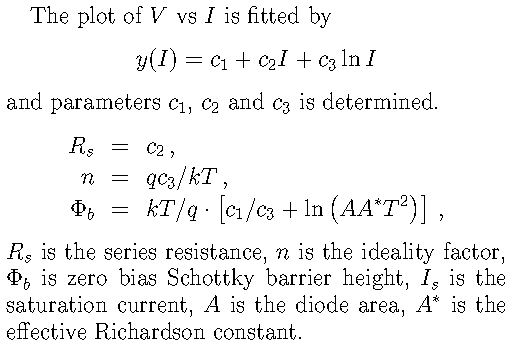 The plot of V vs I is fitted by
y(I) = c₁ + c₂I + c₃ ln I
and parameters c₁, c₂ and c₃ is determined.
Rₛ = c₂ ,
n = qc₃/kT ,
Φ_b = kT/q · [c₁/c₃ + ln (AA*T²)] ,
Rₛ is the series resistance, n is the ideality factor,
Φ_b is zero bias Schottky barrier height, Iₛ is the
saturation current, A is the diode area, A* is the
effective Richardson constant.